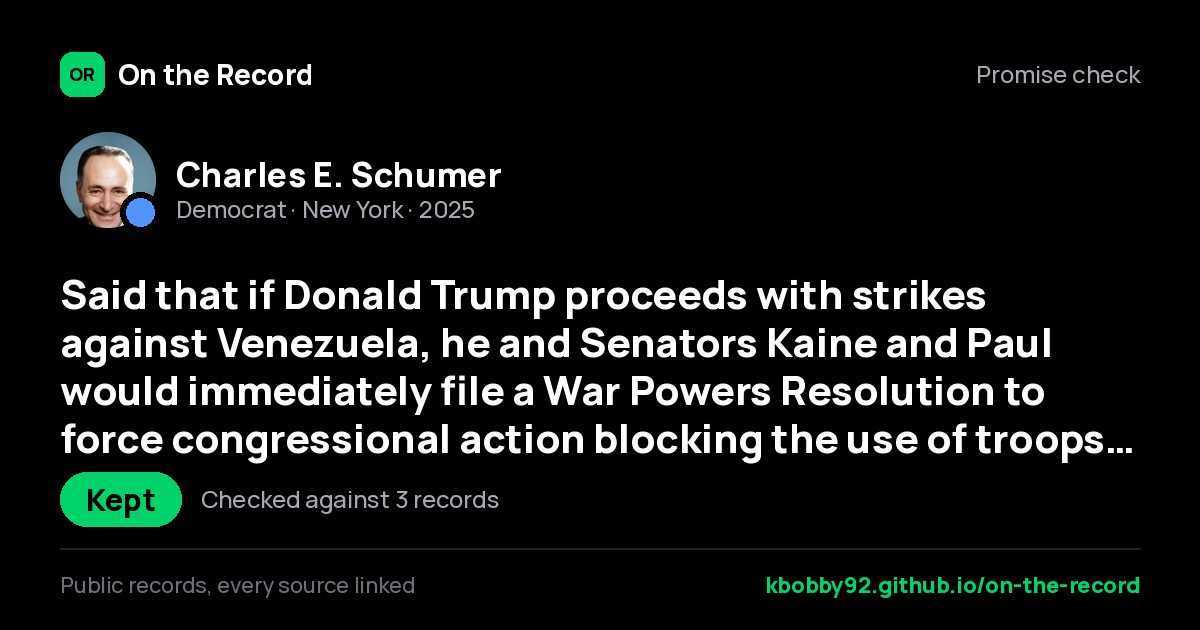 OR On the Record
Promise check
Charles E. Schumer
Democrat · New York · 2025
Said that if Donald Trump proceeds with strikes
against Venezuela, he and Senators Kaine and Paul
would immediately file a War Powers Resolution to
force congressional action blocking the use of troops...
Kept
Checked against 3 records
Public records, every source linked
kbobby92.github.io/on-the-record